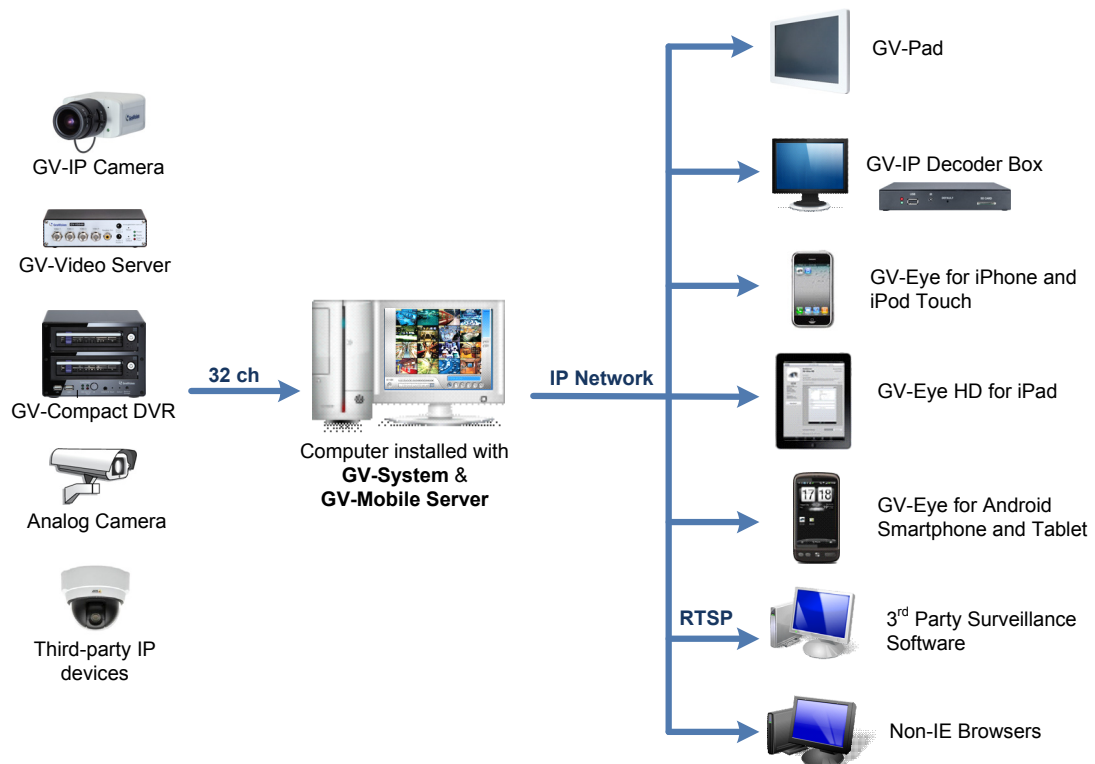 GV-IP Camera
GV-Video Server
GV-Compact DVR
Analog Camera
Third-party IP
devices
32 ch
Computer installed with
GV-System &
GV-Mobile Server
IP Network
RTSP
GV-Pad
GV-IP Decoder Box
GV-Eye for iPhone and
iPod Touch
GV-Eye HD for iPad
17 18
GV-Eye for Android
Smartphone and Tablet
3rd Party Surveillance
Software
Non-IE Browsers